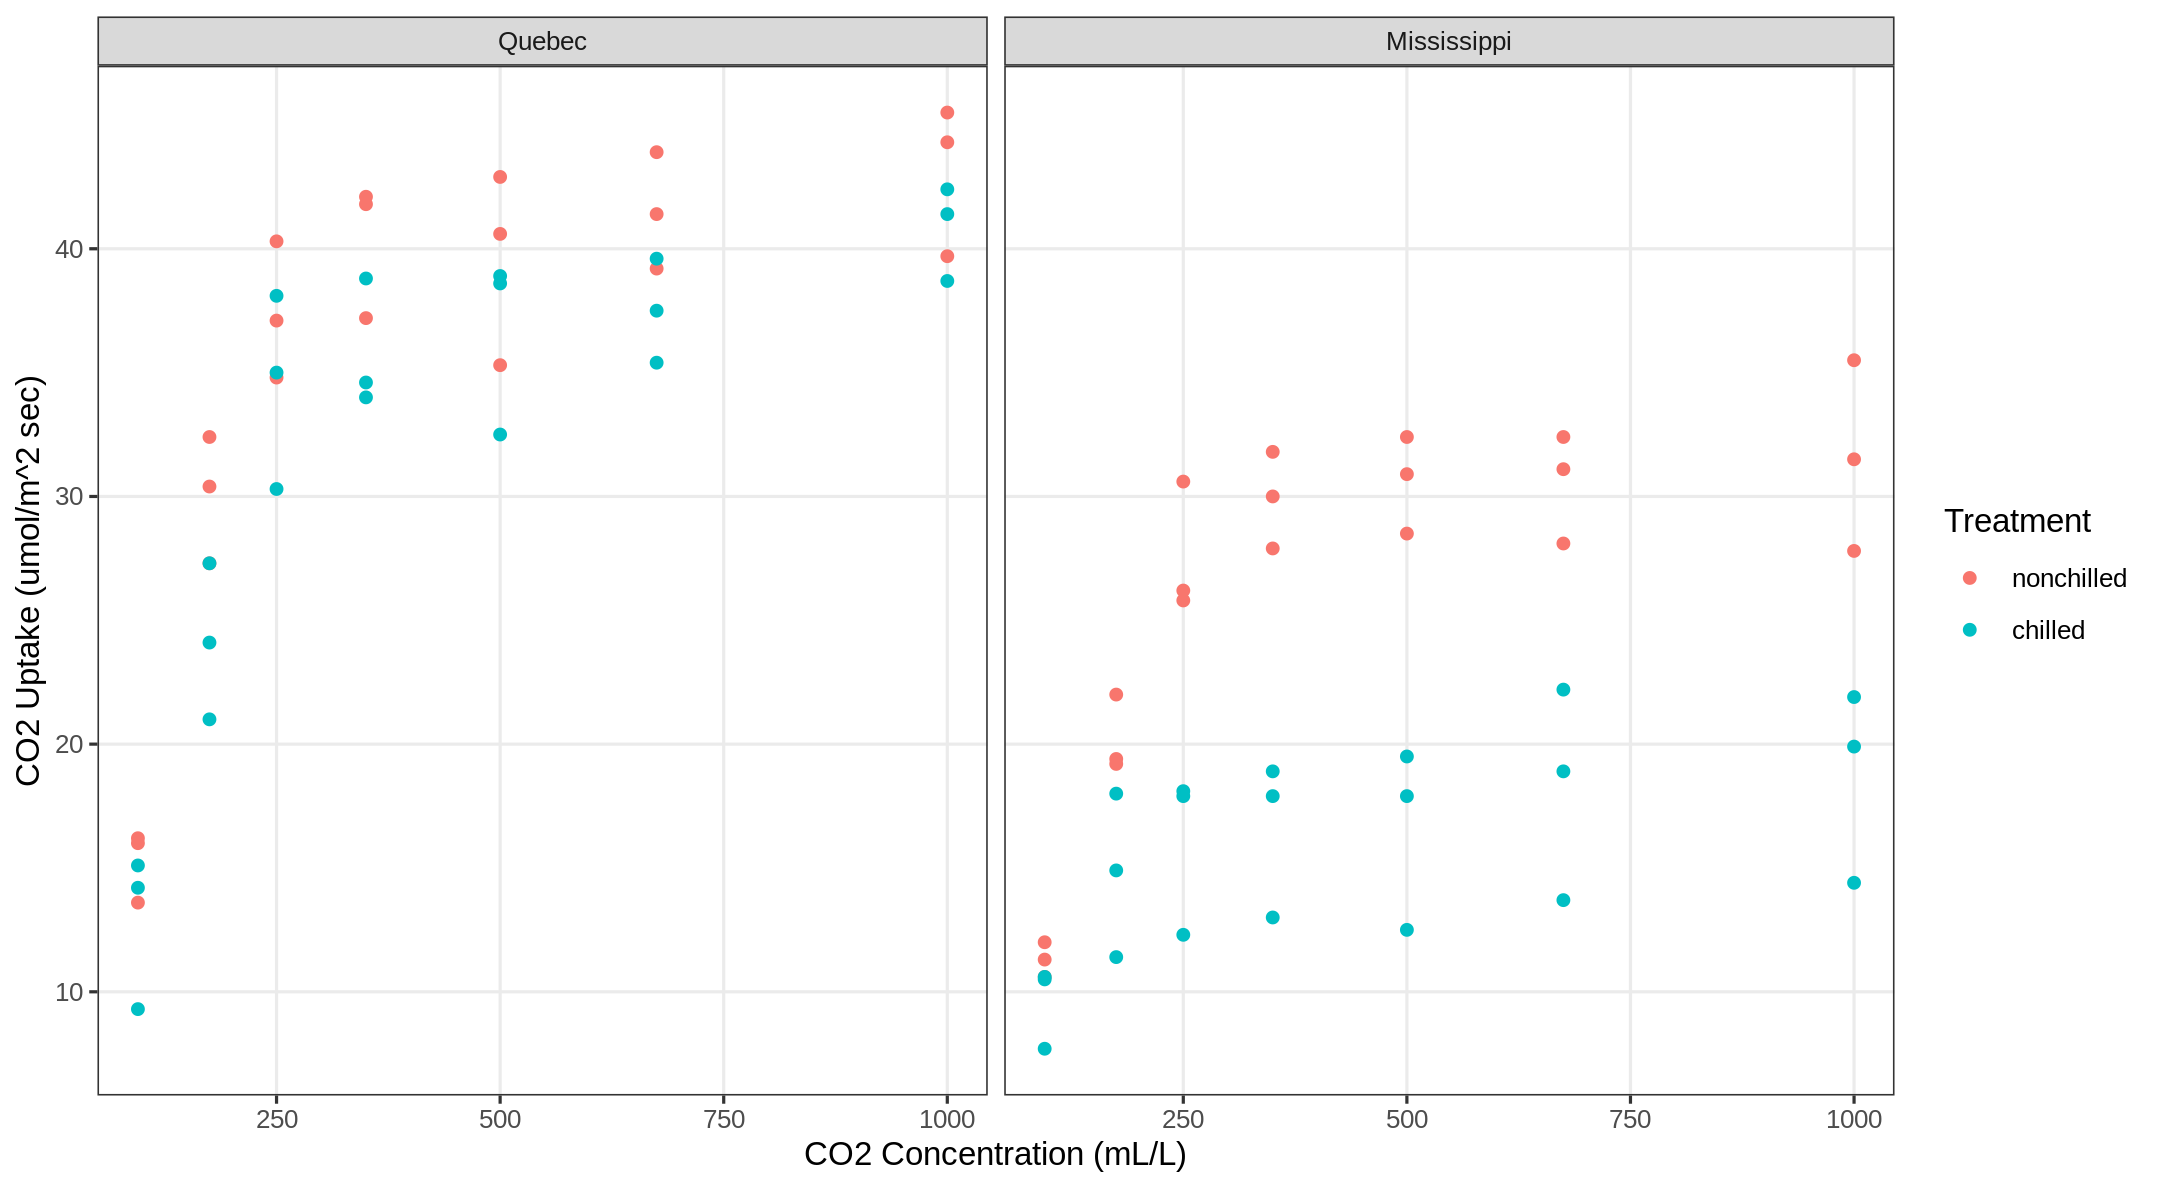 Quebec
Mississippi
40
30
20
10
CO2 Uptake (umol/m^2 sec)
250 500 750 1000
250 500 750 1000
CO2 Concentration (mL/L)
Treatment
nonchilled
chilled